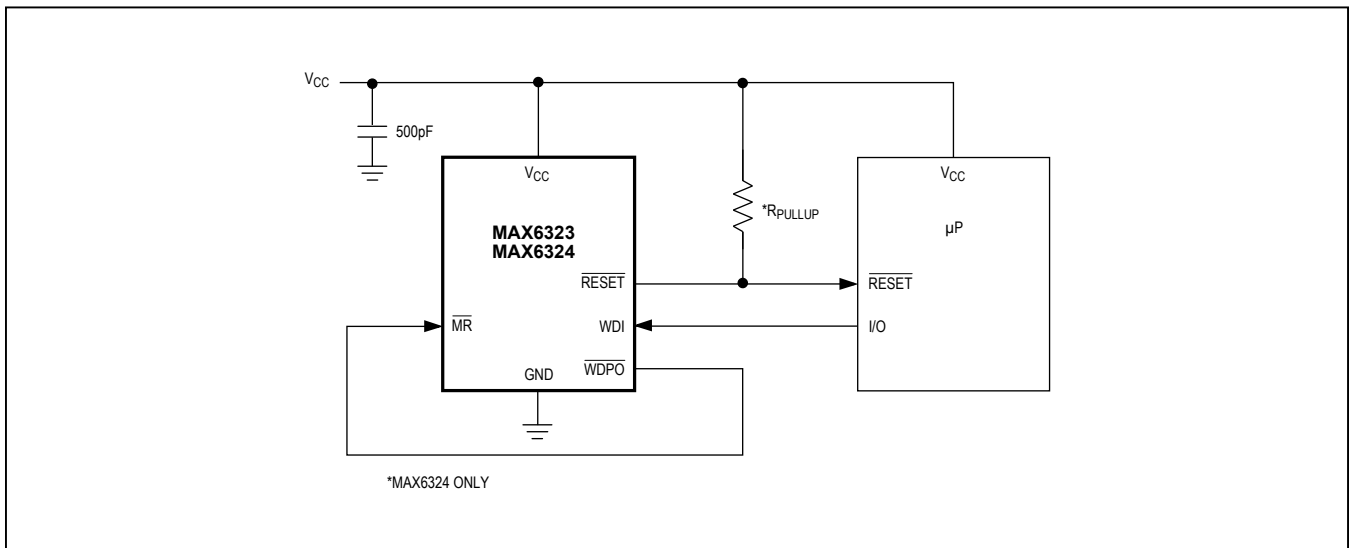 VCC
500pF
VCC
MAX6323
MAX6324
RESET
MR
WDI
WDPO
GND
*RPULLUP
VCC
µP
RESET
I/O
*MAX6324 ONLY